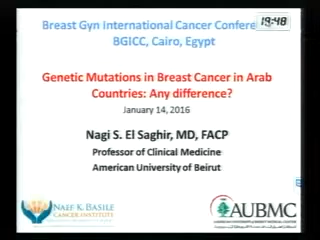 Breast Gyn International Cancer Confere
19:48
BGICC, Cairo, Egypt
Genetic Mutations in Breast Cancer in Arab
Countries: Any difference?
January 14, 2016
Nagi S. El Saghir, MD, FACP
Professor of Clinical Medicine
American University of Beirut
NAEF K. BASILE
CANCER INSTITUTE
AUBMC